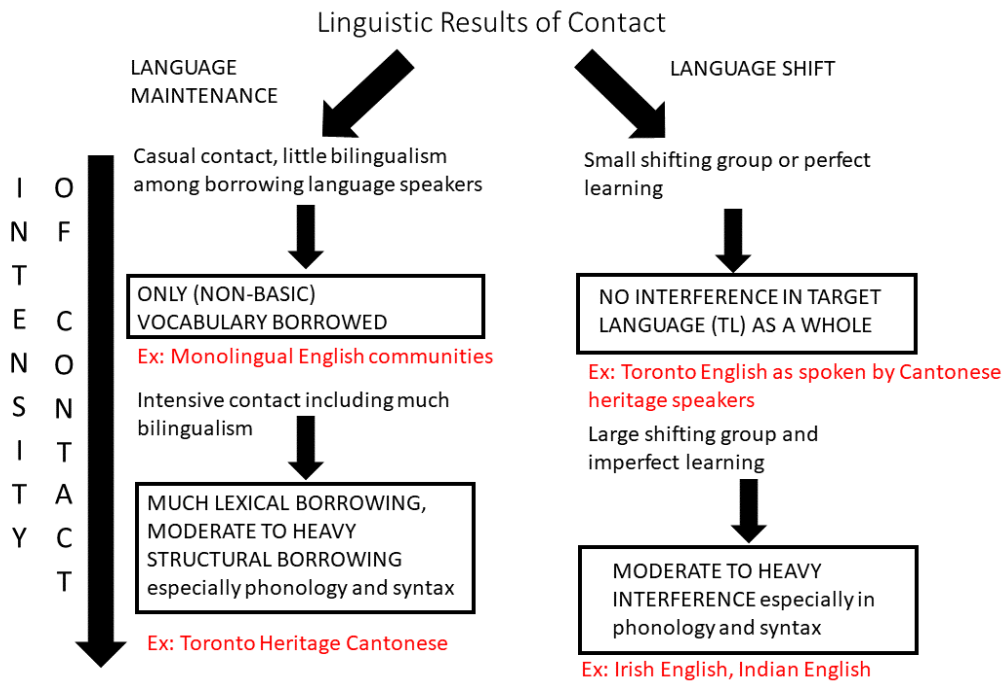 Linguistic Results of Contact
LANGUAGE
MAINTENANCE
LANGUAGE SHIFT
INTENSITY
OF CONTACT
Casual contact, little bilingualism
among borrowing language speakers
ONLY (NON-BASIC)
VOCABULARY BORROWED
Ex: Monolingual English communities
Intensive contact including much
bilingualism
MUCH LEXICAL BORROWING,
MODERATE TO HEAVY
STRUCTURAL BORROWING
especially phonology and syntax
Ex: Toronto Heritage Cantonese
Small shifting group or perfect
learning
NO INTERFERENCE IN TARGET
LANGUAGE (TL) AS A WHOLE
Ex: Toronto English as spoken by Cantonese
heritage speakers
Large shifting group and
imperfect learning
MODERATE TO HEAVY
INTERFERENCE especially in
phonology and syntax
Ex: Irish English, Indian English